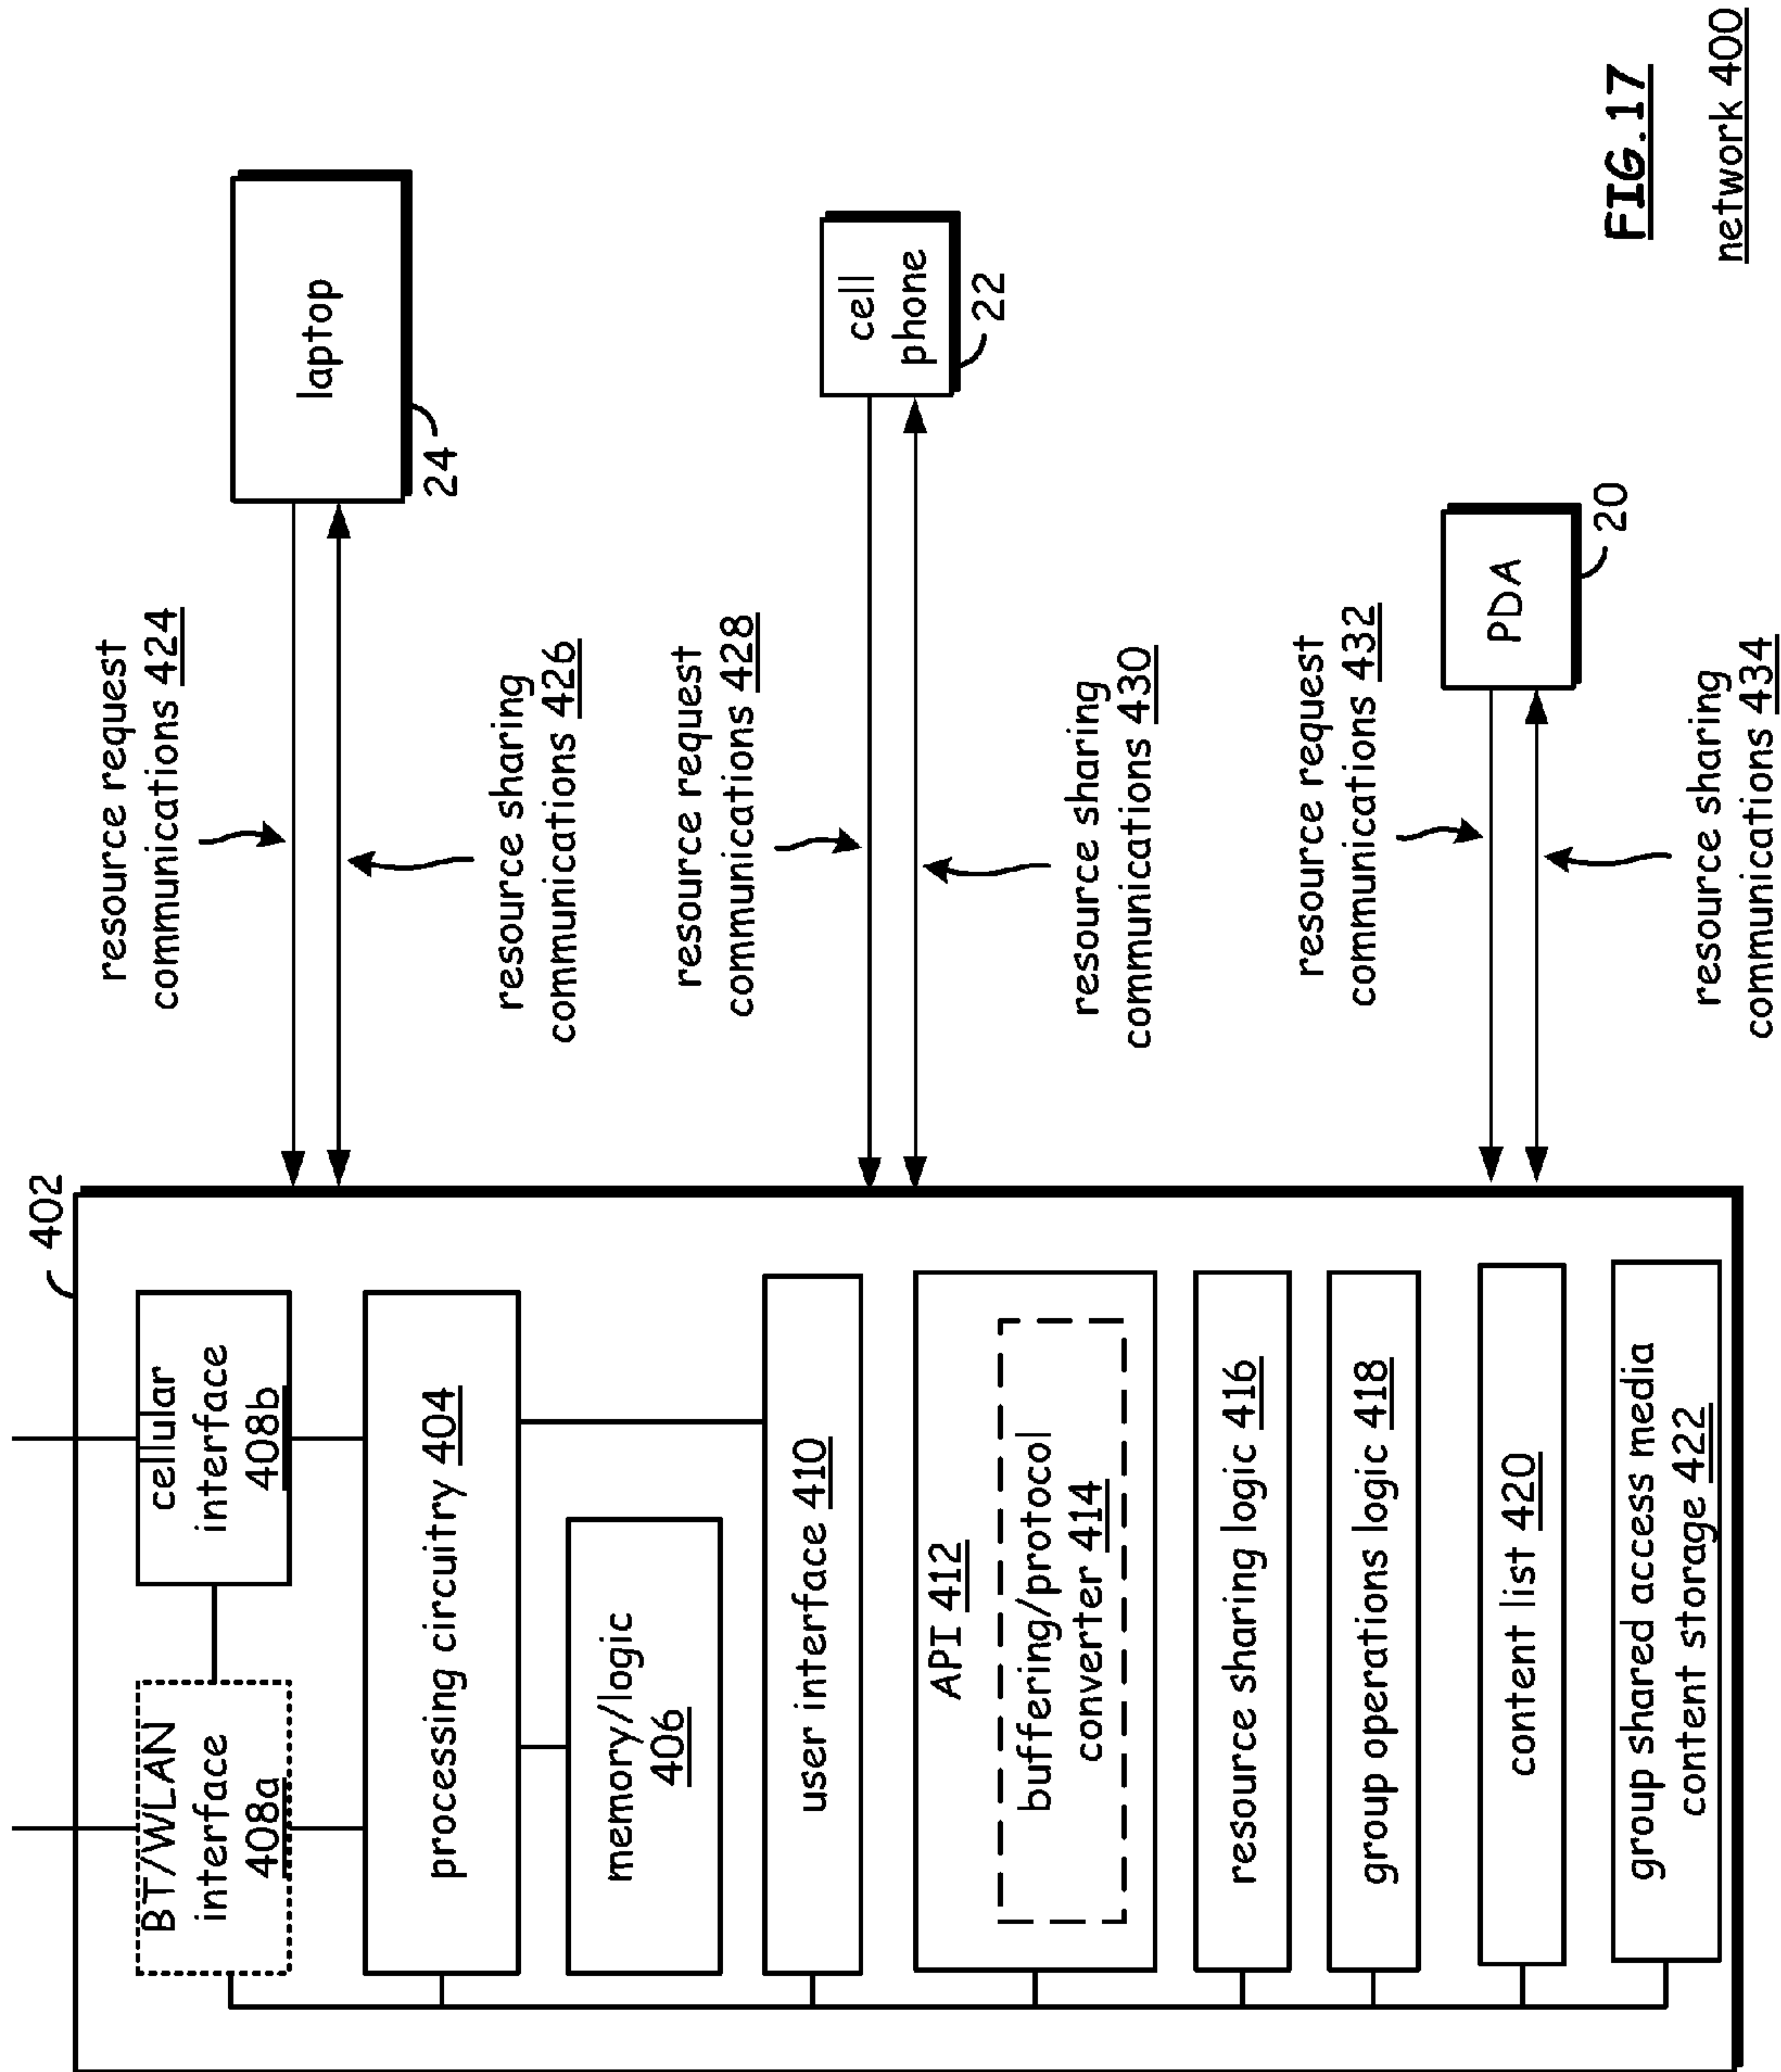 402
BT/WLAN
interface
408a
cellular
interface
408b
processing circuitry 404
memory/logic
406
user interface 410
API 412
buffering/protocol
converter 414
resource sharing logic 416
group operations logic 418
content list 420
group shared access media
content storage 422
resource request
communications 424
resource sharing
communications 426
laptop
24
resource request
communications 428
resource sharing
communications 430
cell
phone
22
resource request
communications 432
resource sharing
communications 434
PDA
20
FIG.17
network 400